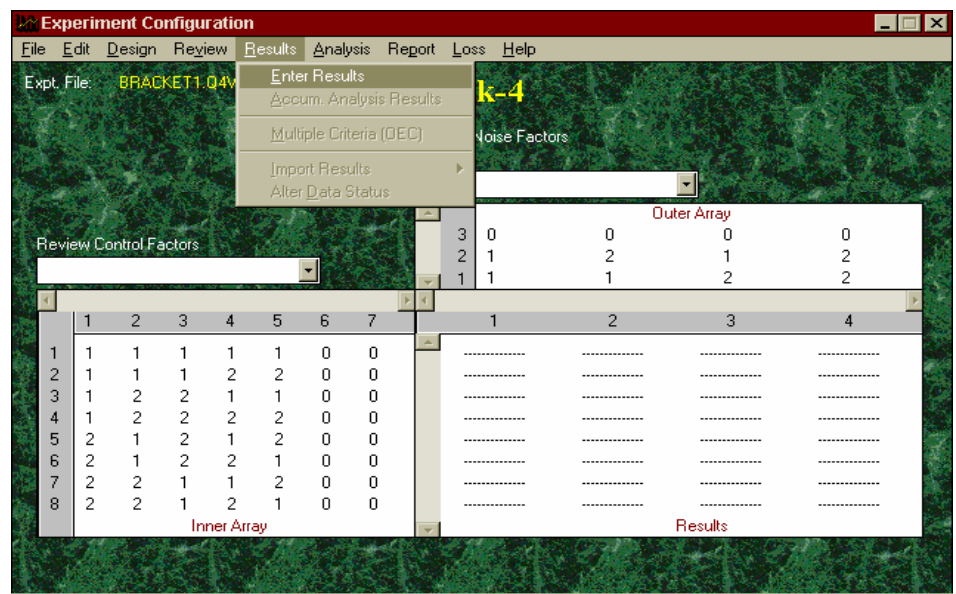 Experiment Configuration
File Edit Design Review Results Analysis Report Loss Help
Expt. File: BRACKET1.Q4W
k-4
Enter Results
Accum. Analysis Results
Multiple Criteria (OEC)
Import Results
Alter Data Status
Noise Factors
Outer Array
3 0 0 0 0
2 1 2 1 2
1 1 1 2 2
Review Control Factors
1 2 3 4 5 6 7
1 1 1 1 1 1 0 0
2 1 1 1 2 2 0 0
3 1 2 2 1 1 0 0
4 1 2 2 2 2 0 0
5 2 1 2 1 2 0 0
6 2 1 2 2 1 0 0
7 2 2 1 1 2 0 0
8 2 2 1 2 1 0 0
Inner Array
1 2 3 4
------------- ------------- ------------- -------------
------------- ------------- ------------- -------------
------------- ------------- ------------- -------------
------------- ------------- ------------- -------------
------------- ------------- ------------- -------------
------------- ------------- ------------- -------------
------------- ------------- ------------- -------------
------------- ------------- ------------- -------------
Results